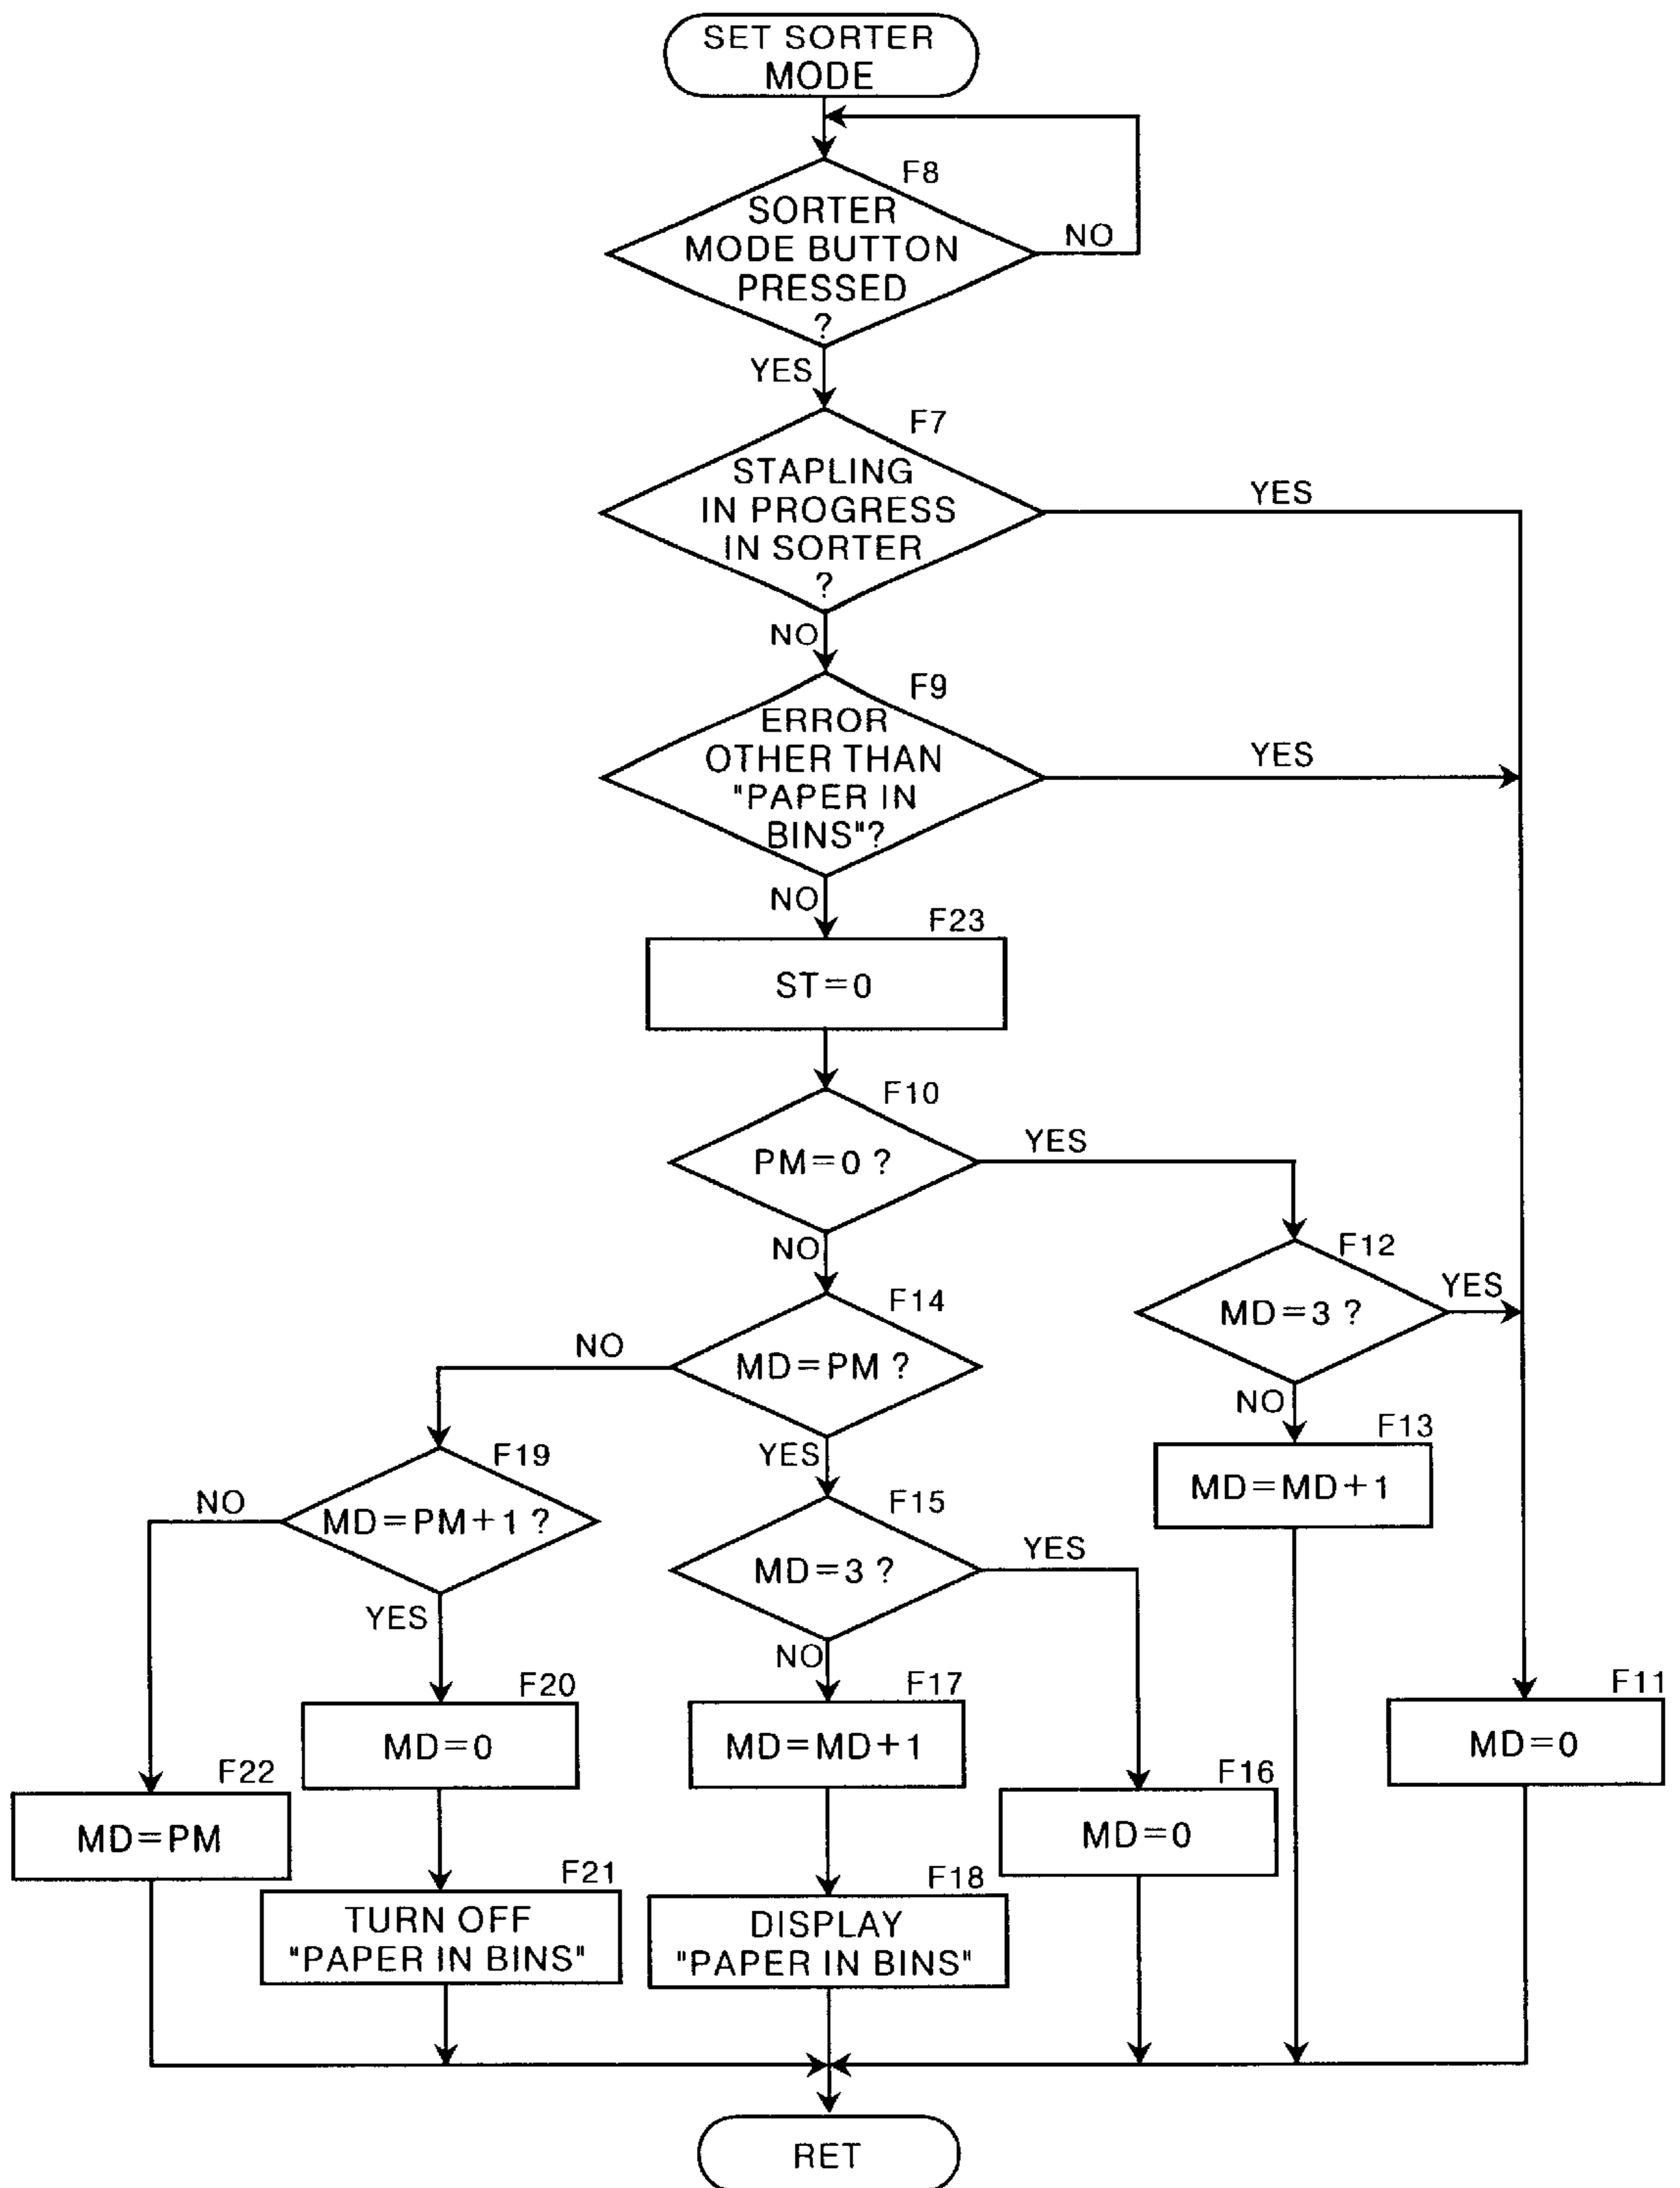 SET SORTER
MODE
F8
SORTER
MODE BUTTON
PRESSED
?
NO
YES
F7
STAPLING
IN PROGRESS
IN SORTER
?
YES
NO
F9
ERROR
OTHER THAN
"PAPER IN
BINS"?
YES
NO
F23
ST=0
F10
PM=0 ?
YES
NO
F12
MD=3 ?
YES
NO
F14
MD=PM ?
NO
YES
F13
MD=MD+1
F19
MD=PM+1 ?
NO
YES
F15
MD=3 ?
YES
NO
F11
MD=0
F20
MD=0
F17
MD=MD+1
F22
MD=PM
F16
MD=0
F21
TURN OFF
"PAPER IN BINS"
F18
DISPLAY
"PAPER IN BINS"
RET